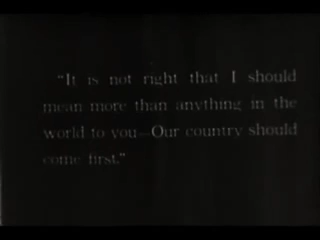 "It is not right that I should
mean more than anything in the
world to you—Our country should
come first."